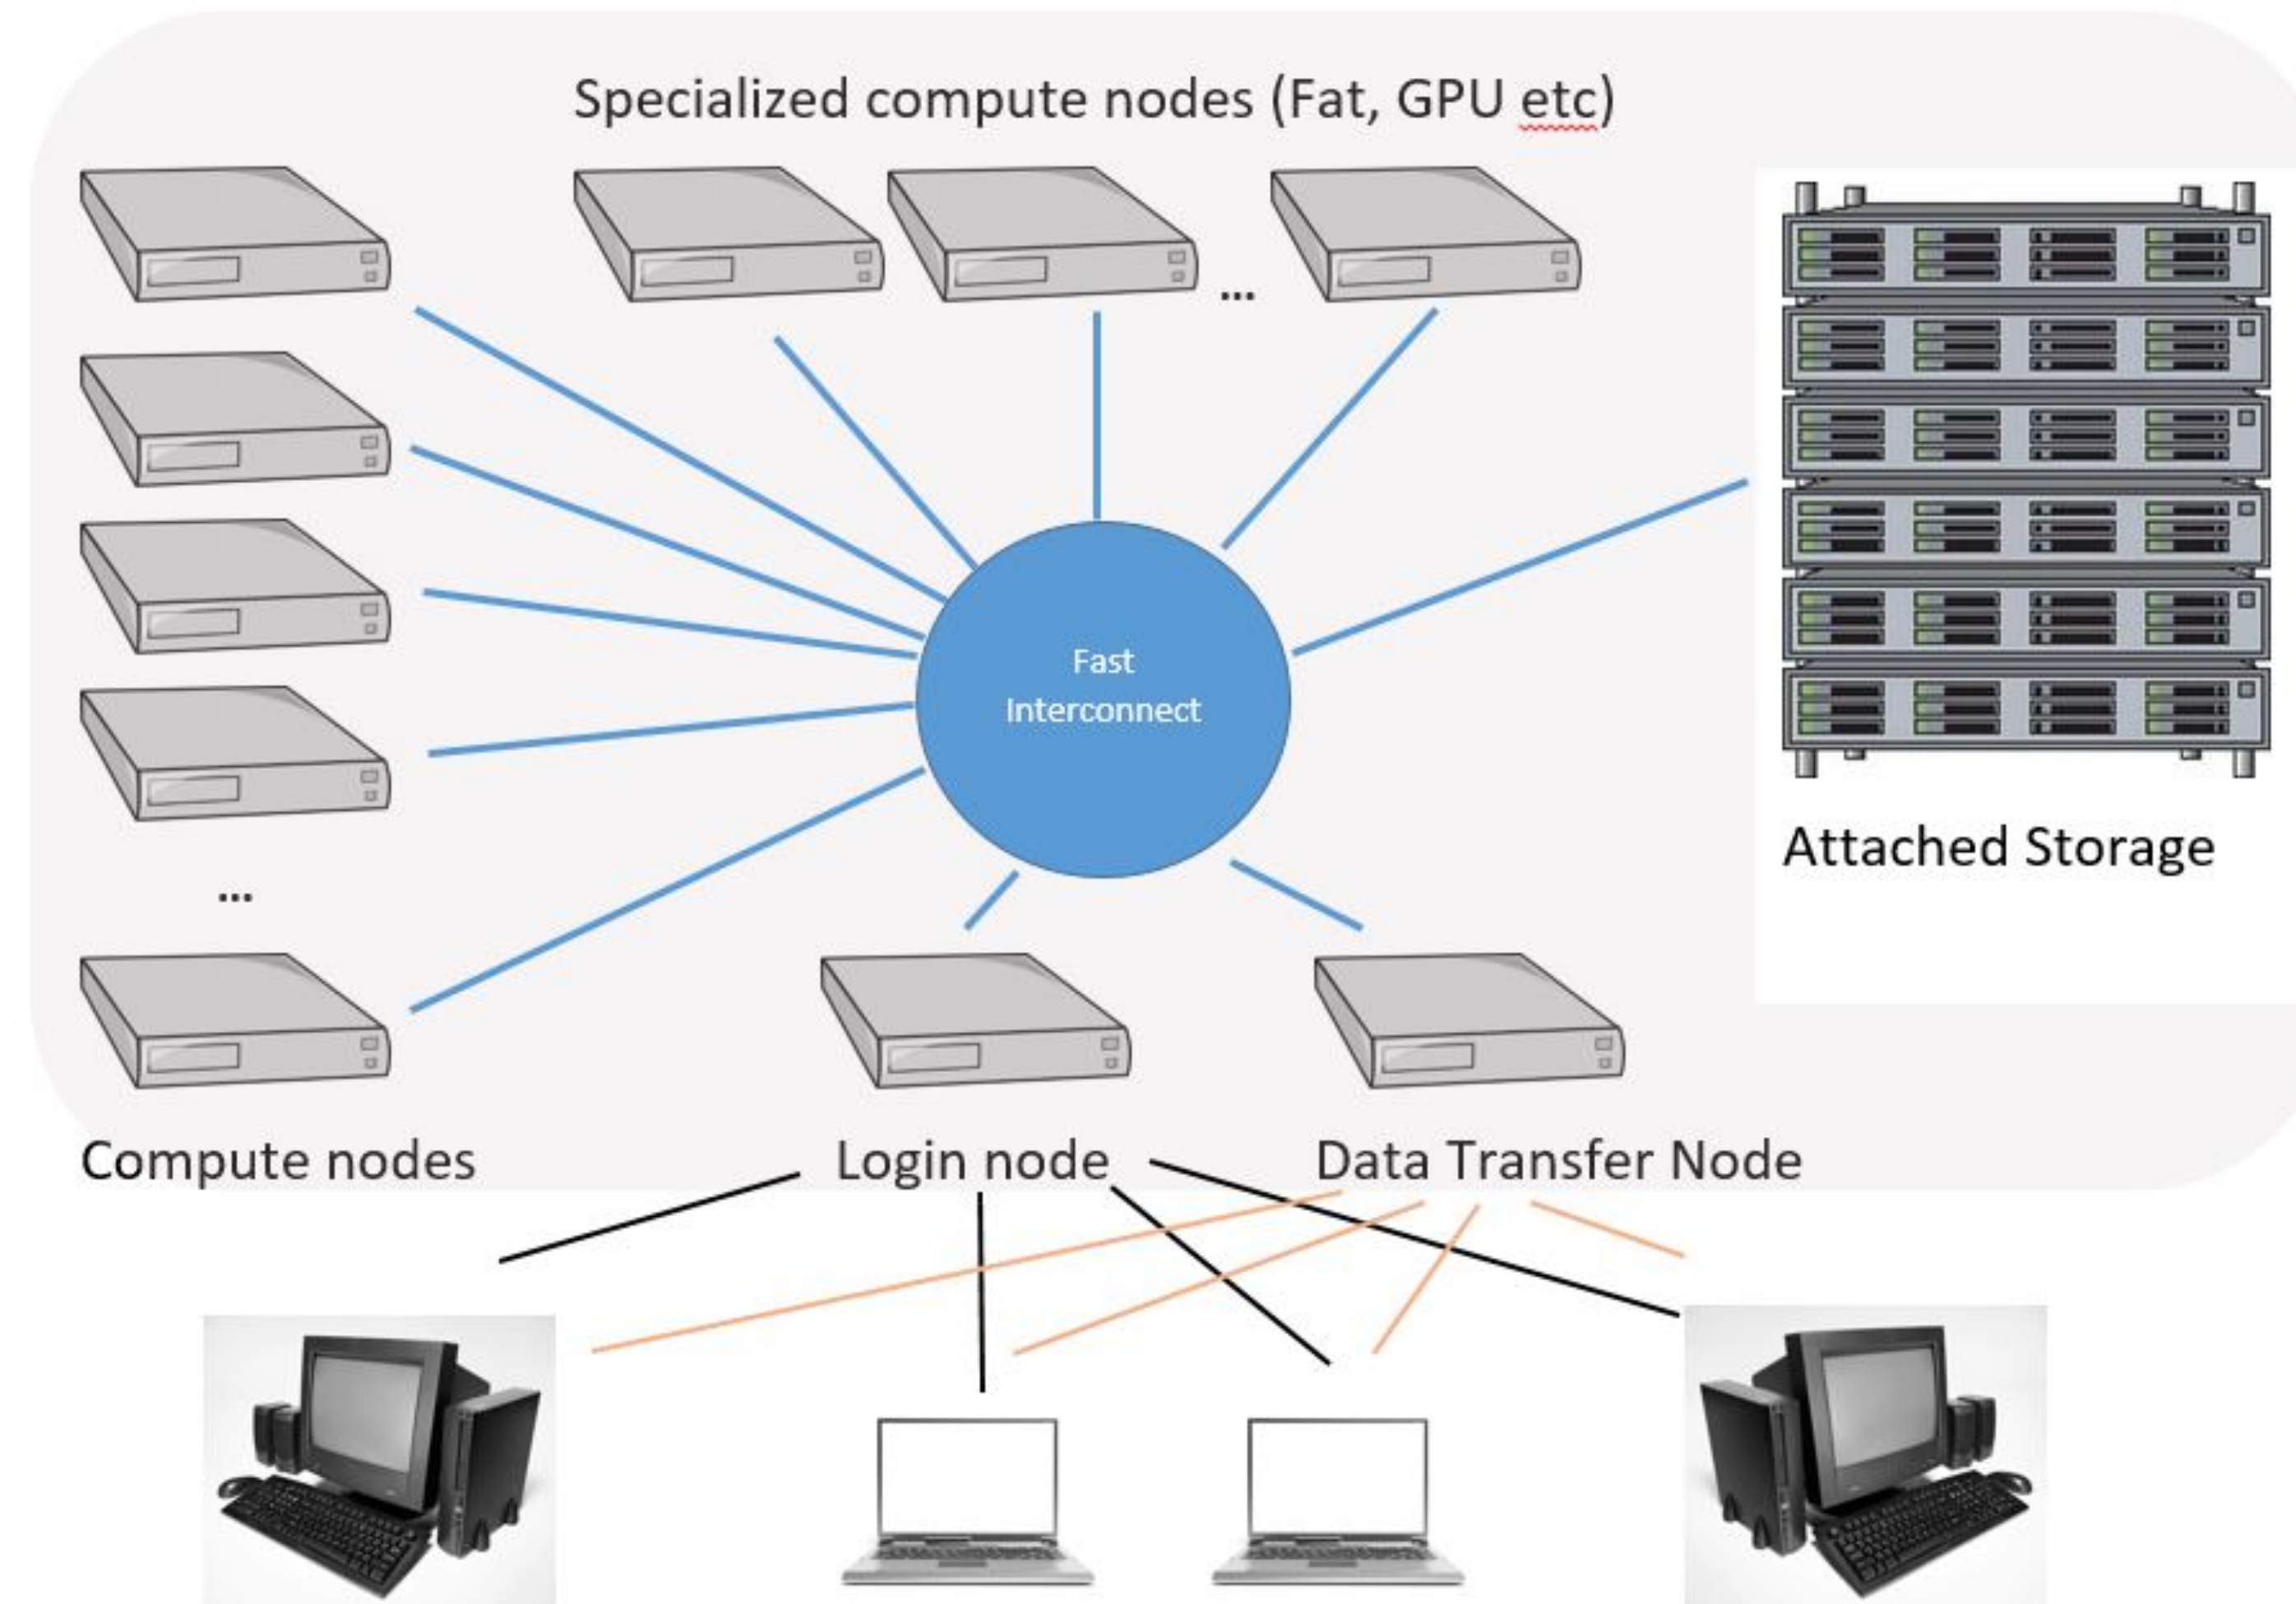 Specialized compute nodes (Fat, GPU etc)
...
Fast
Interconnect
Attached Storage
...
Compute nodes
Login node
Data Transfer Node